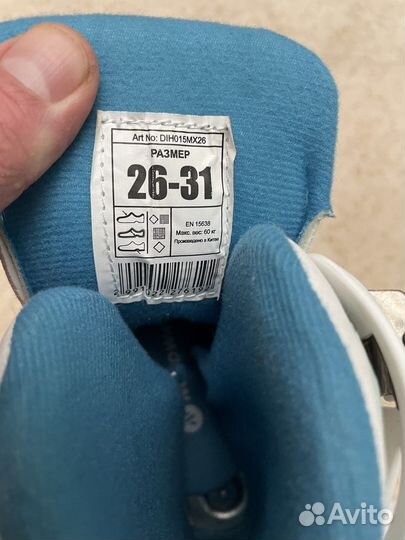 Art No: DIH015MX26
РАЗМЕР
26-31
EN 15638
Макс. вес: 60 кг
Произведено в Китае
Avito